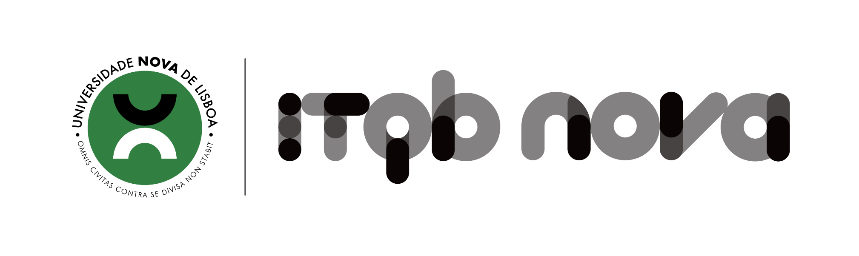 • UNIVERSIDADE NOVA DE LISBOA •
OMNIS CIVITAS CONTRA SE DIVISA NON STABIT
iTqb nova